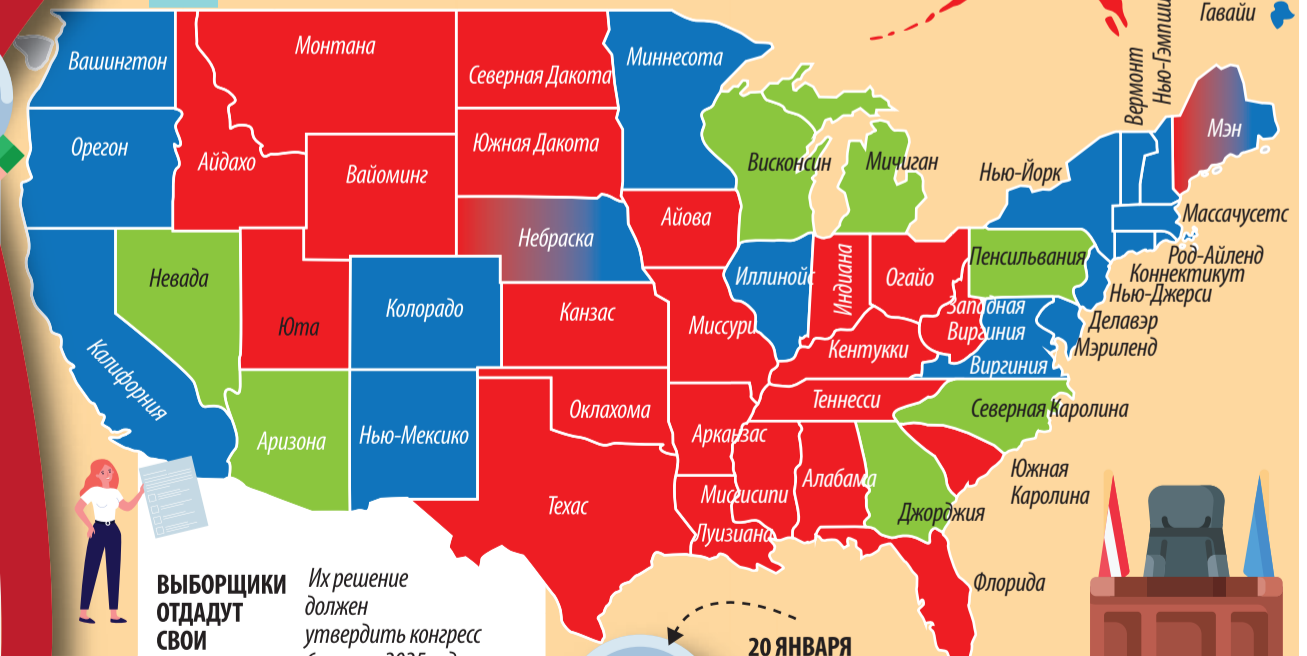 Гавайи
Вермонт
Вашингтон
Монтана
Северная Дакота
Миннесота
Мэн
Орегон
Айдахо
Южная Дакота
Вайоминг
Висконсин
Мичиган
Нью-Йорк
Айова
Массачусетс
Небраска
Род-Айленд
Пенсильвания
Коннектикут
Невада
Иллинойс
Индиана
Огайо
Нью-Джерси
Колорадо
Канзас
Западная
Виргиния
Делавэр
Юта
Миссури
Мэриленд
Кентукки
Виргиния
Калифорния
Теннесси
Северная Каролина
Оклахома
Аризона
Нью-Мексико
Арканзас
Южная
Каролина
Алабама
Миссисипи
Техас
Джорджия
Луизиана
Флорида
ВЫБОРЩИКИ
ОТДАДУТ
СВОИ
Их решение
должен
утвердить конгресс
20 ЯНВАРЯ